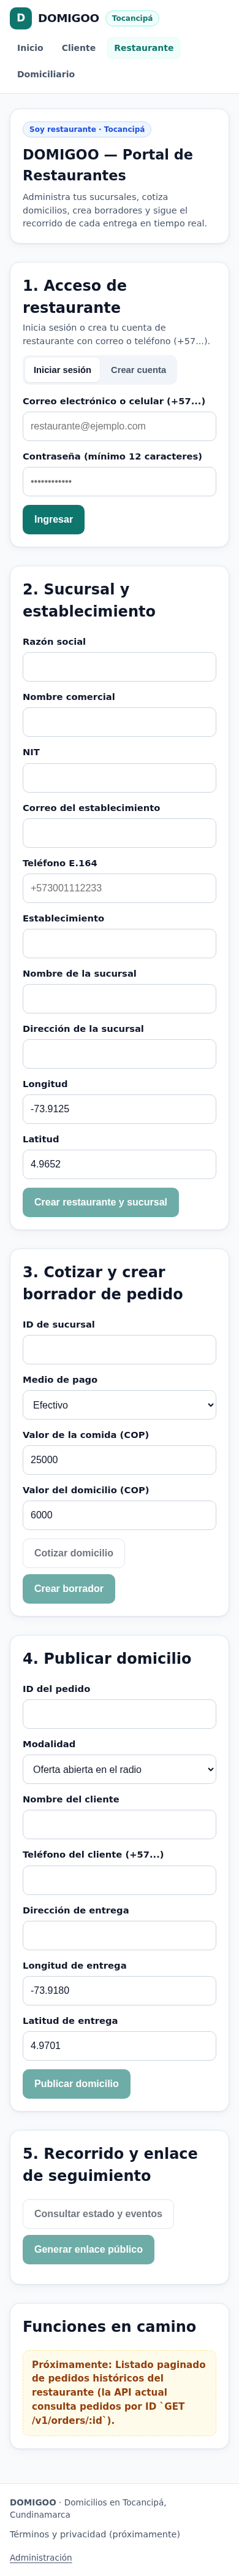 D DOMIGOO Tocancipá
Inicio Cliente Restaurante
Domiciliario
Soy restaurante · Tocancipá
DOMIGOO — Portal de
Restaurantes
Administra tus sucursales, cotiza
domicilios, crea borradores y sigue el
recorrido de cada entrega en tiempo real.
1. Acceso de
restaurante
Inicia sesión o crea tu cuenta de
restaurante con correo o teléfono (+57...).
Iniciar sesión Crear cuenta
Correo electrónico o celular (+57...)
restaurante@ejemplo.com
Contraseña (mínimo 12 caracteres)
••••••••••••
Ingresar
2. Sucursal y
establecimiento
Razón social
Nombre comercial
NIT
Correo del establecimiento
Teléfono E.164
+573001112233
Establecimiento
Nombre de la sucursal
Dirección de la sucursal
Longitud
-73.9125
Latitud
4.9652
Crear restaurante y sucursal
3. Cotizar y crear
borrador de pedido
ID de sucursal
Medio de pago
Efectivo
Valor de la comida (COP)
25000
Valor del domicilio (COP)
6000
Cotizar domicilio
Crear borrador
4. Publicar domicilio
ID del pedido
Modalidad
Oferta abierta en el radio
Nombre del cliente
Teléfono del cliente (+57...)
Dirección de entrega
Longitud de entrega
-73.9180
Latitud de entrega
4.9701
Publicar domicilio
5. Recorrido y enlace
de seguimiento
Consultar estado y eventos
Generar enlace público
Funciones en camino
Próximamente: Listado paginado
de pedidos históricos del
restaurante (la API actual
consulta pedidos por ID `GET
/v1/orders/:id`).
DOMIGOO · Domicilios en Tocancipá,
Cundinamarca
Términos y privacidad (próximamente)
Administración